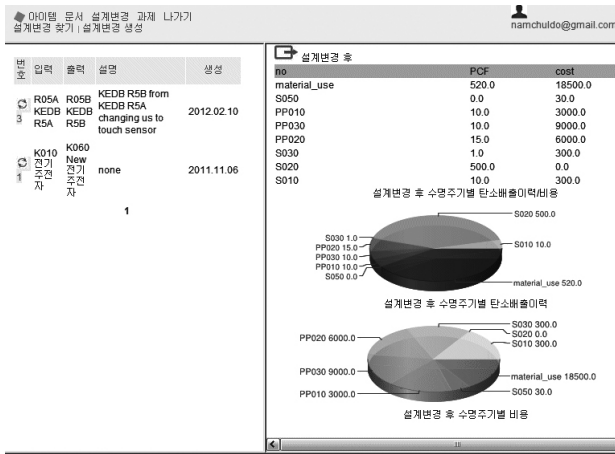 아이템 문서 설계변경 과제 나가기
설계변경 찾기 | 설계변경 생성
namchuldo@gmail.com
번호 입력 출력 설명 생성
3 R05A KEDB R5A R05B KEDB R5B KEDB R5B from KEDB R5A changing us to touch sensor 2012.02.10
1 K010 전기주전자 K060 New 전기주전자 none 2011.11.06
1
설계변경 후
no PCF cost
material_use 520.0 18500.0
S050 0.0 30.0
PP010 10.0 3000.0
PP030 10.0 9000.0
PP020 15.0 6000.0
S030 1.0 300.0
S020 500.0 0.0
S010 10.0 300.0
설계변경 후 수명주기별 탄소배출이력/비용
S020 500.0
S030 1.0
PP020 15.0
PP030 10.0
PP010 10.0
S050 0.0
S010 10.0
material_use 520.0
설계변경 후 수명주기별 탄소배출이력
S030 300.0
S020 0.0
S010 300.0
PP020 6000.0
PP030 9000.0
PP010 3000.0
material_use 18500.0
S050 30.0
설계변경 후 수명주기별 비용